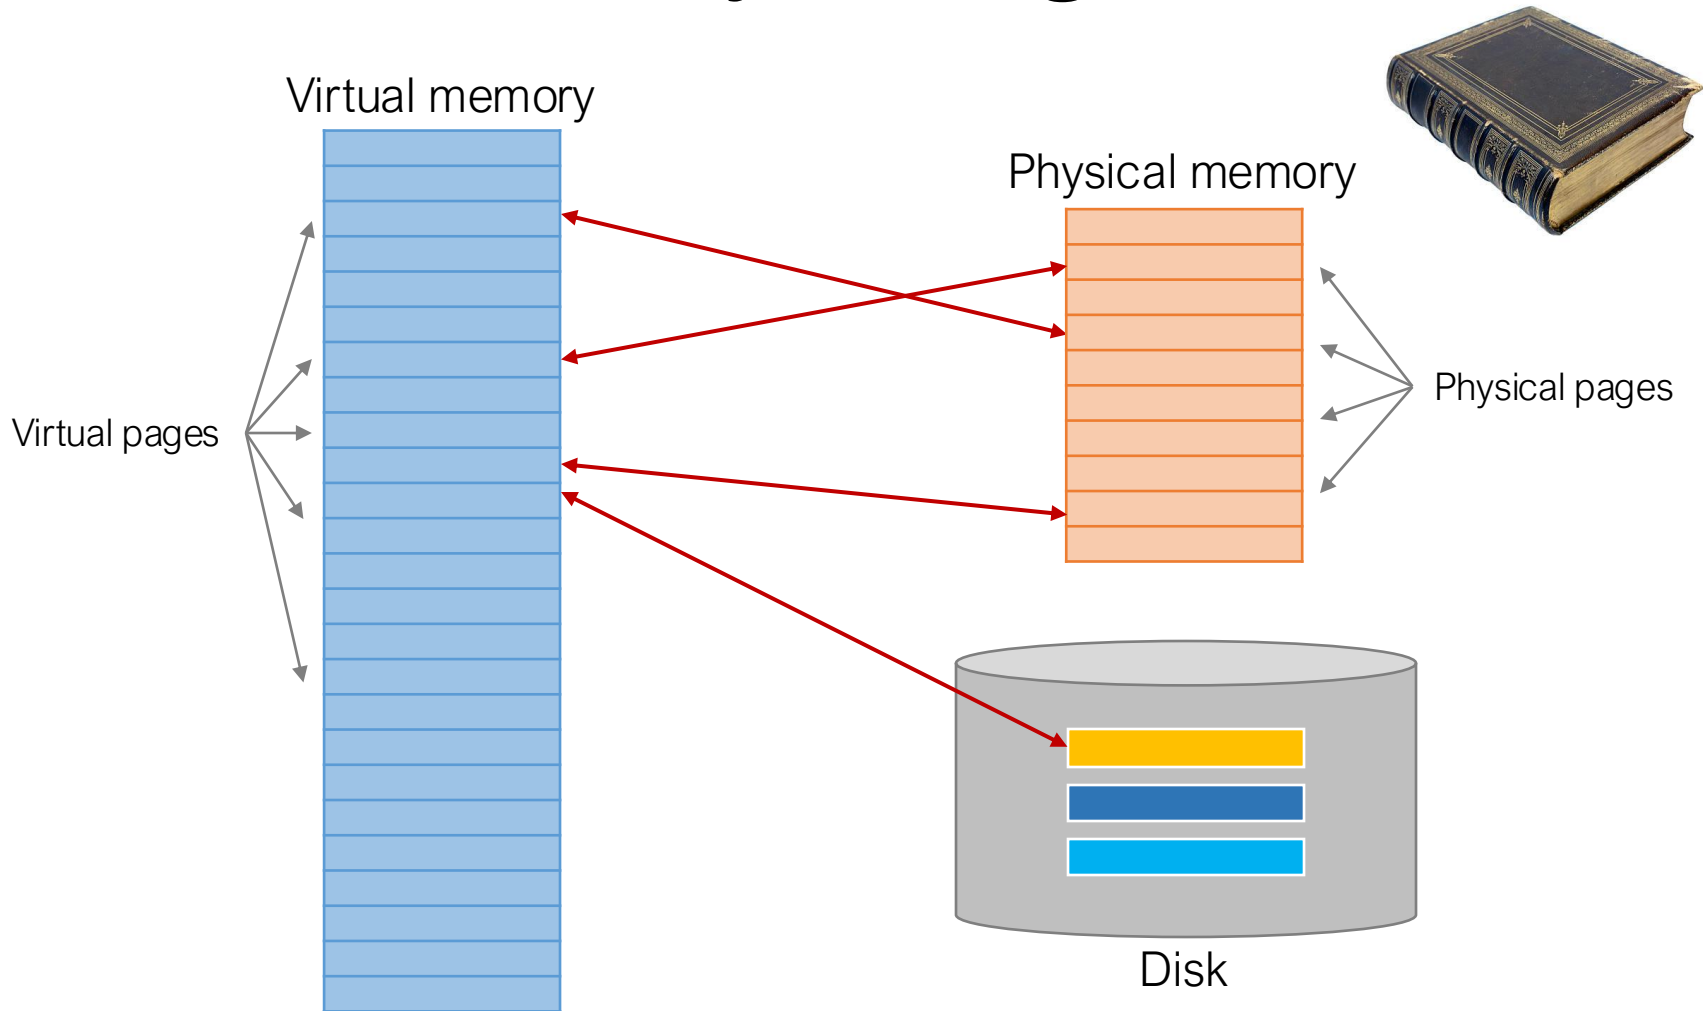 Virtual memory
Physical memory
Virtual pages
Physical pages
Disk